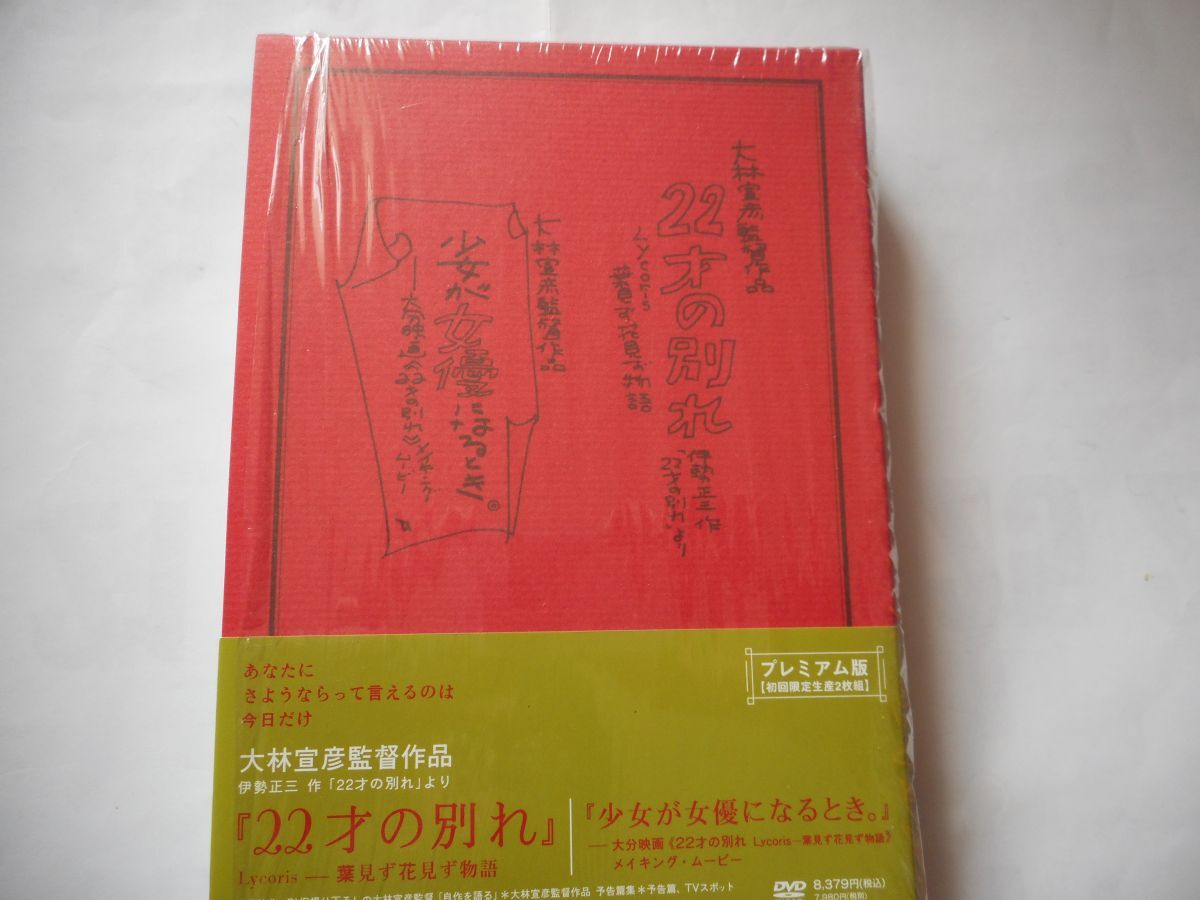 大林宣彦監督作品
22才の別れ
Lycoris
葉見ず花見ず物語
伊勢正三作
「22才の別れ」より
大林宣彦監督作品
少女が女優になるとき。
―大分映画《22才の別れ》メイキング・ムービー
あなたに
さようならって言えるのは
今日だけ
プレミアム版
【初回限定生産2枚組】
大林宣彦監督作品
伊勢正三 作「22才の別れ」より
『22才の別れ』
Lycoris ― 葉見ず花見ず物語
『少女が女優になるとき。』
― 大分映画《22才の別れ Lycoris―葉見ず花見ず物語》
メイキング・ムービー
大林宣彦監督「自作を語る」＊大林宣彦監督作品 予告篇集＊予告篇、TVスポット
DVD 8,379円(税込)
7,980円(税別)